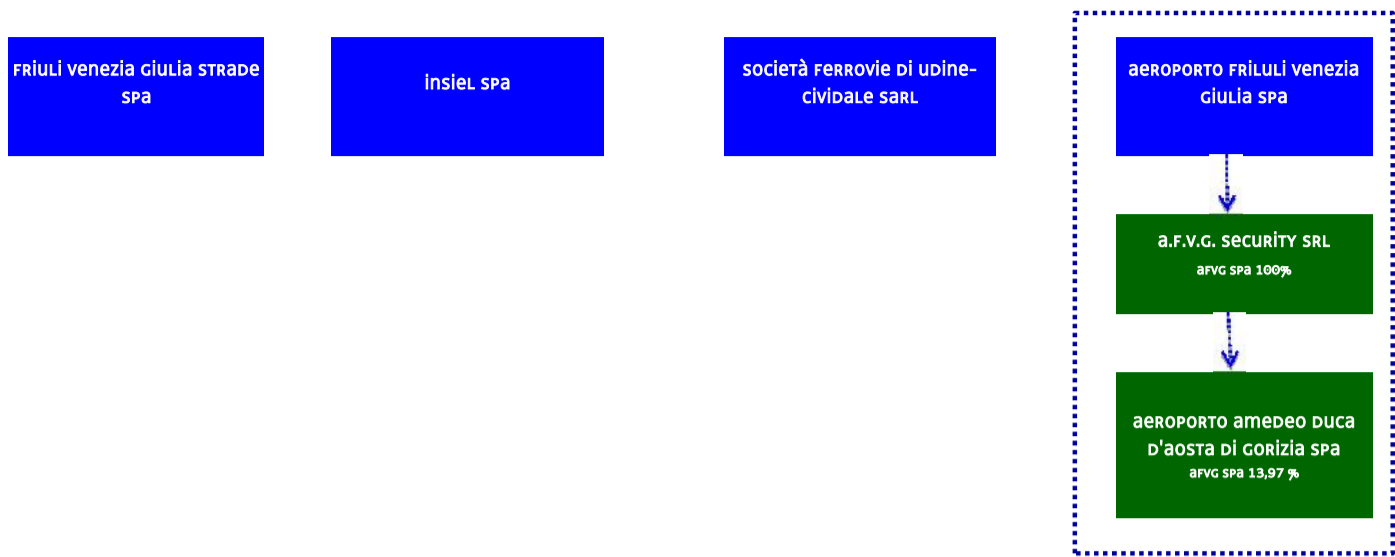 FRIULI VENEZIA GIULIA STRADE
SPA
INSIEL SPA
SOCIETÀ FERROVIE DI UDINE-
CIVIDALE SARL
AEROPORTO FRILULI VENEZIA
GIULIA SPA
A.F.V.G. SECURITY SRL
AFVG SPA 100%
AEROPORTO AMEDEO DUCA
D'AOSTA DI GORIZIA SPA
AFVG SPA 13,97 %